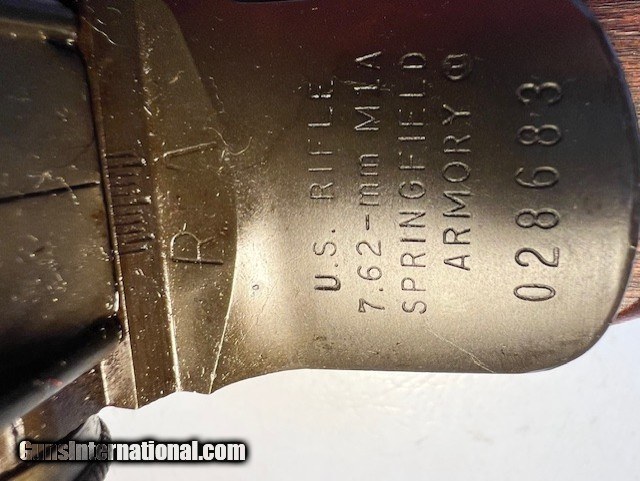 U.S. RIFLE
7.62-mm M1A
SPRINGFIELD
ARMORY ®
028683
R
GunsInternational.com